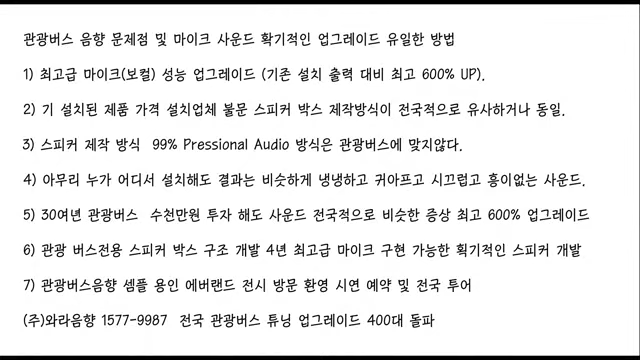 관광버스 음향 문제점 및 마이크 사운드 확기적인 업그레이드 유일한 방법
1) 최고급 마이크(보컬) 성능 업그레이드 (기존 설치 출력 대비 최고 600% UP).
2) 기 설치된 제품 가격 설치업체 불문 스피커 박스 제작방식이 전국적으로 유사하거나 동일.
3) 스피커 제작 방식 99% Pressional Audio 방식은 관광버스에 맞지않다.
4) 아무리 누가 어디서 설치해도 결과는 비슷하게 냉냉하고 귀아프고 시끄럽고 흥이없는 사운드.
5) 30여년 관광버스 수천만원 투자 해도 사운드 전국적으로 비슷한 증상 최고 600% 업그레이드
6) 관광 버스전용 스피커 박스 구조 개발 4년 최고급 마이크 구현 가능한 획기적인 스피커 개발
7) 관광버스음향 셈플 용인 에버랜드 전시 방문 환영 시연 예약 및 전국 투어
(주)와라음향 1577-9987 전국 관광버스 튜닝 업그레이드 400대 돌파